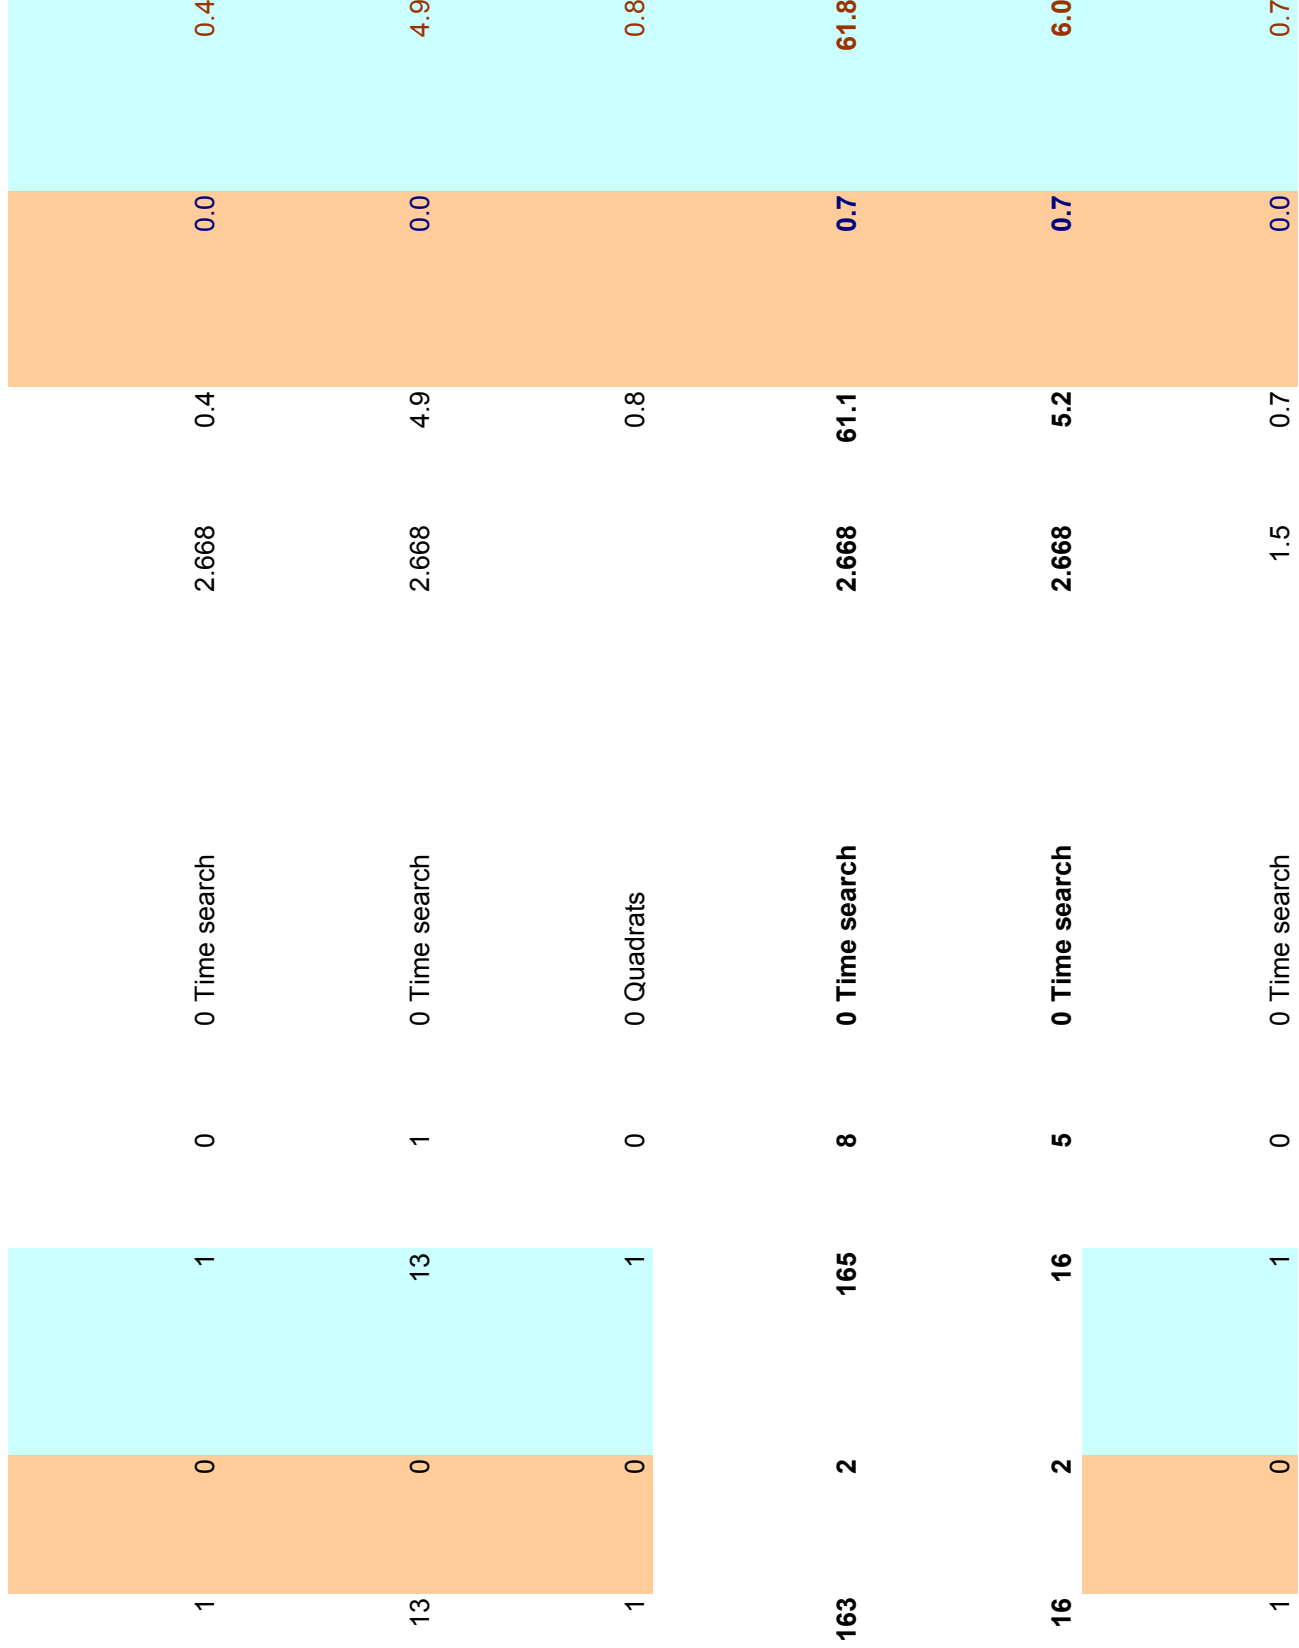 1 0 1 0 0 Time search 2.668 0.4 0.0 0.4
13 0 13 1 0 Time search 2.668 4.9 0.0 4.9
1 0 1 0 0 Quadrats 0.8 0.8
163 2 165 8 0 Time search 2.668 61.1 0.7 61.8
16 2 16 5 0 Time search 2.668 5.2 0.7 6.0
1 0 1 0 0 Time search 1.5 0.7 0.0 0.7